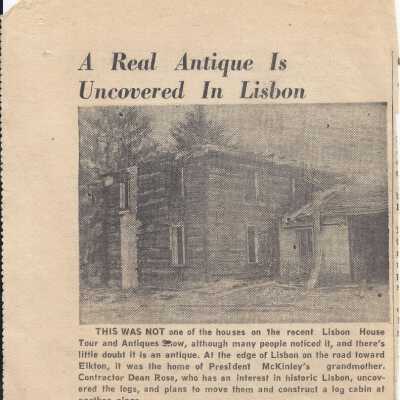 A Real Antique Is
Uncovered In Lisbon
THIS WAS NOT one of the houses on the recent Lisbon House
Tour and Antiques Show, although many people noticed it, and there's
little doubt it is an antique. At the edge of Lisbon on the road toward
Elkton, it was the home of President McKinley's grandmother.
Contractor Dean Rose, who has an interest in historic Lisbon, uncov-
ered the logs, and plans to move them and construct a log cabin at